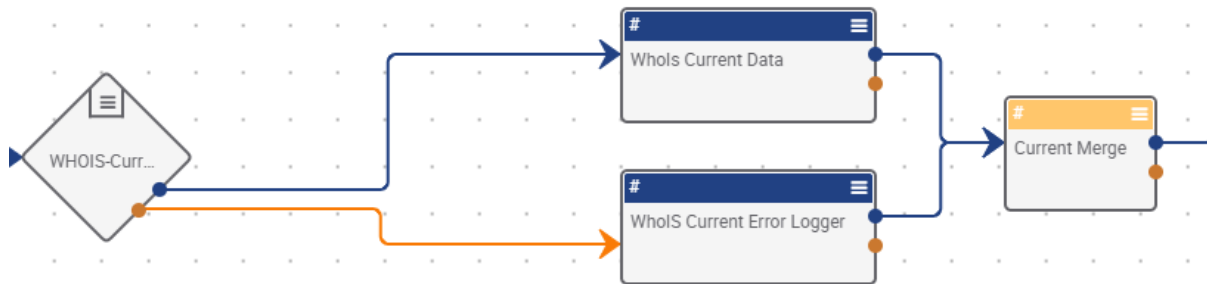 WHOIS-Curr...
#
WhoIs Current Data
#
WhoIS Current Error Logger
#
Current Merge